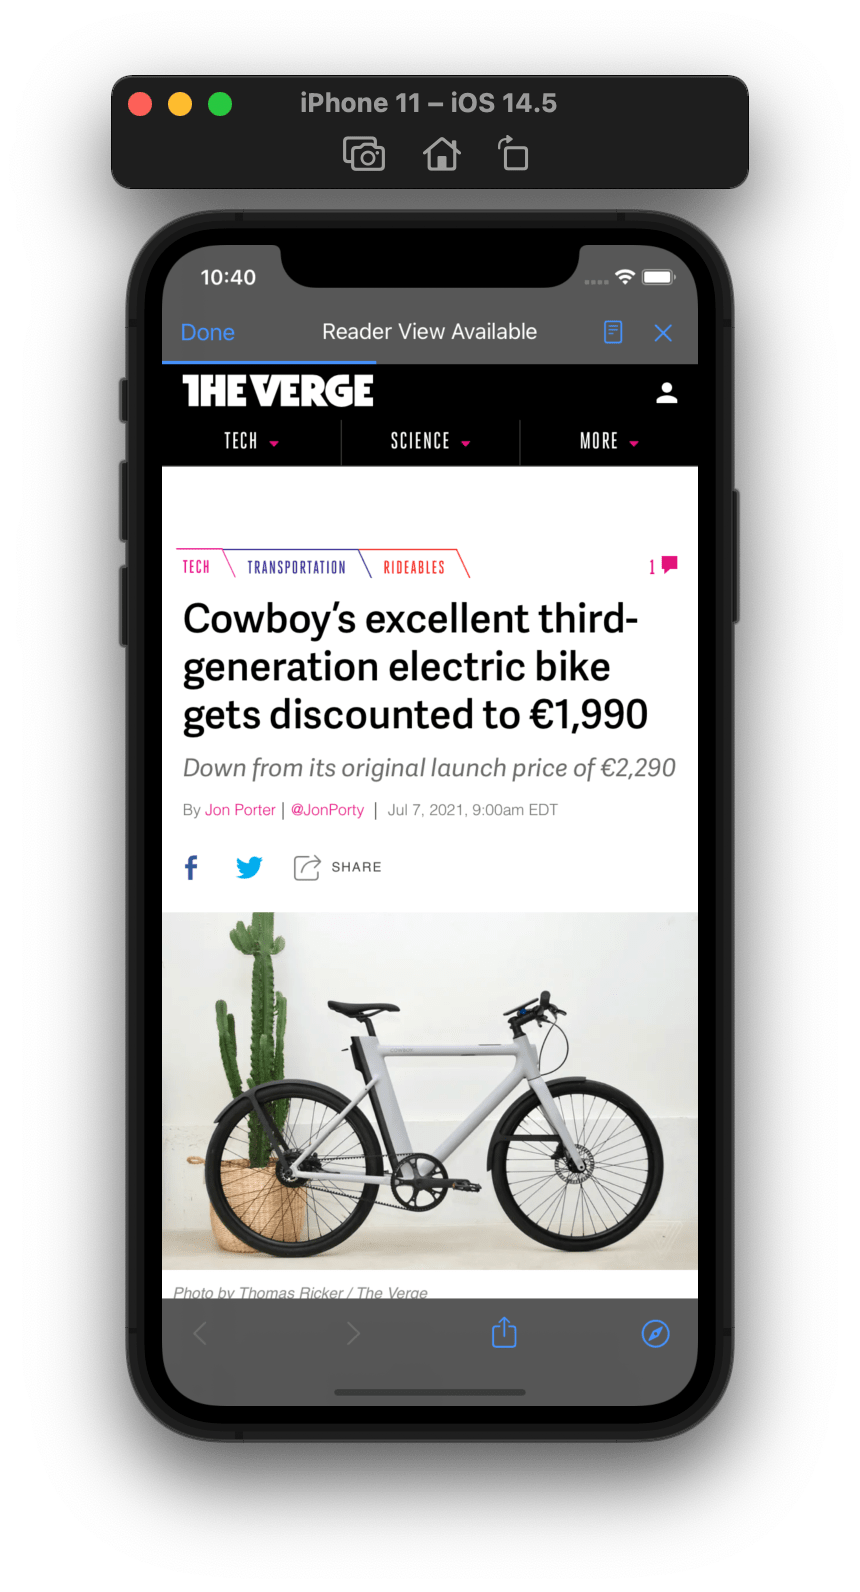 iPhone 11 – iOS 14.5
10:40
Done Reader View Available
THE VERGE
TECH SCIENCE MORE
TECH TRANSPORTATION RIDEABLES 1
Cowboy’s excellent third-
generation electric bike
gets discounted to €1,990
Down from its original launch price of €2,290
By Jon Porter | @JonPorty | Jul 7, 2021, 9:00am EDT
f SHARE
Photo by Thomas Ricker / The Verge